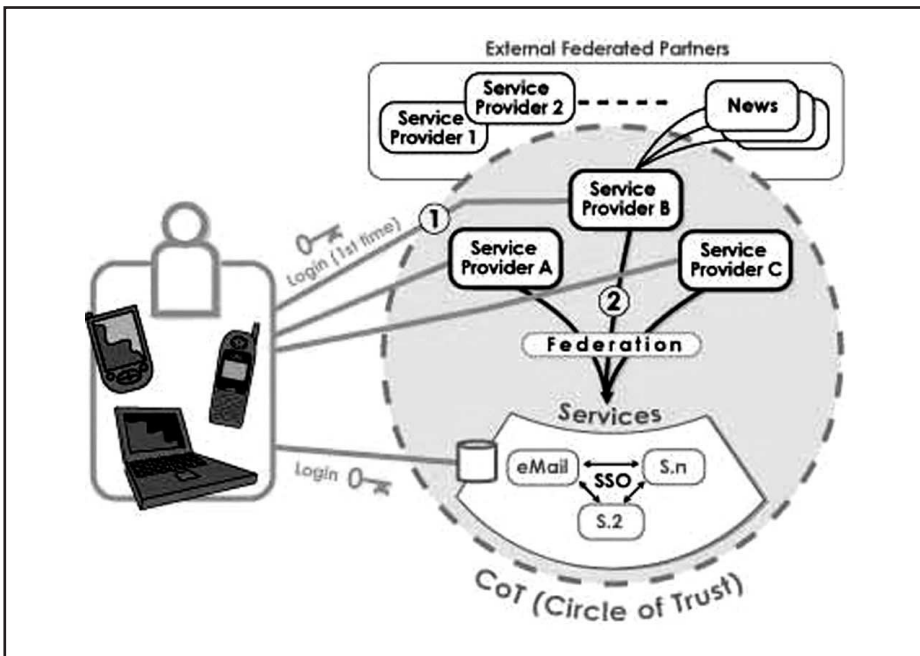 External Federated Partners
Service
Provider 2
Service
Provider 1
News
Service
Provider B
1
Login (1st time)
Service
Provider A
Service
Provider C
2
Federation
Services
eMail
SSO
S.n
S.2
Login
CoT (Circle of Trust)